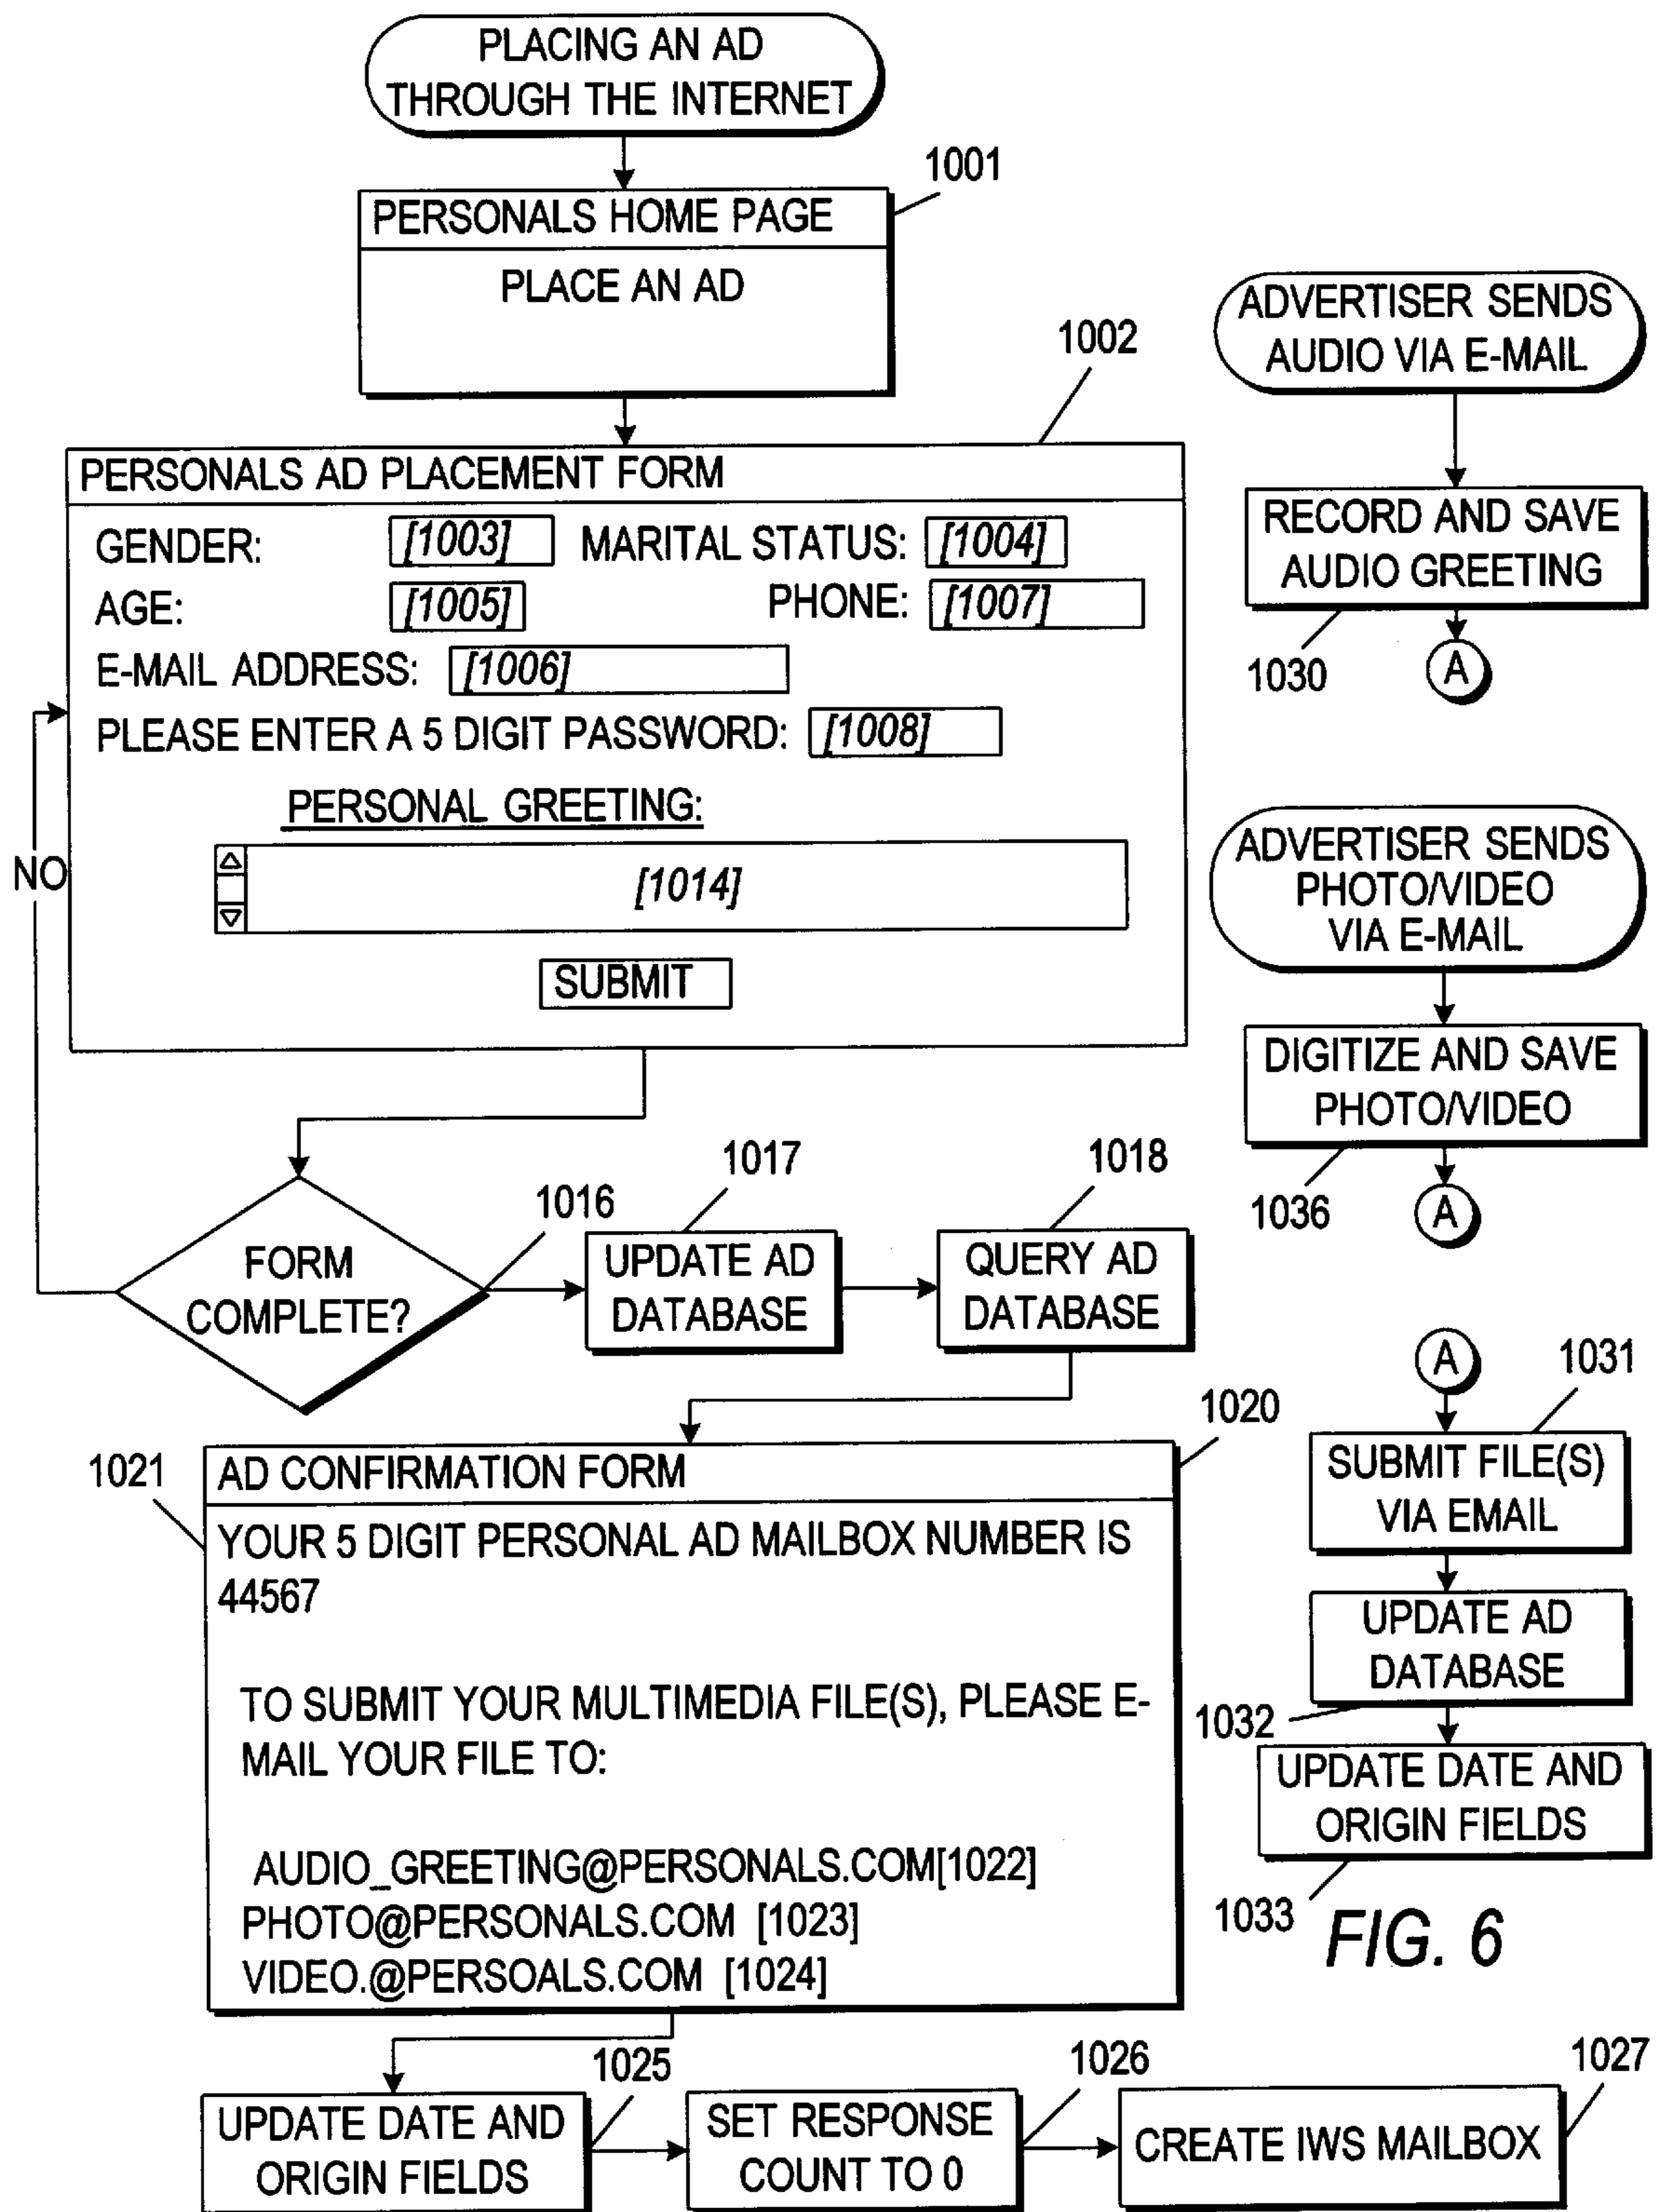 PLACING AN AD
THROUGH THE INTERNET
1001
PERSONALS HOME PAGE
PLACE AN AD
1002
PERSONALS AD PLACEMENT FORM
GENDER: [1003] MARITAL STATUS: [1004]
AGE: [1005] PHONE: [1007]
E-MAIL ADDRESS: [1006]
PLEASE ENTER A 5 DIGIT PASSWORD: [1008]
PERSONAL GREETING:
[1014]
SUBMIT
NO
FORM
COMPLETE?
1016
1017
UPDATE AD
DATABASE
1018
QUERY AD
DATABASE
1020
1021
AD CONFIRMATION FORM
YOUR 5 DIGIT PERSONAL AD MAILBOX NUMBER IS
44567
TO SUBMIT YOUR MULTIMEDIA FILE(S), PLEASE E-
MAIL YOUR FILE TO:
AUDIO_GREETING@PERSONALS.COM[1022]
PHOTO@PERSONALS.COM [1023]
VIDEO.@PERSOALS.COM [1024]
1025
UPDATE DATE AND
ORIGIN FIELDS
1026
SET RESPONSE
COUNT TO 0
1027
CREATE IWS MAILBOX
ADVERTISER SENDS
AUDIO VIA E-MAIL
RECORD AND SAVE
AUDIO GREETING
1030
A
ADVERTISER SENDS
PHOTO/VIDEO
VIA E-MAIL
DIGITIZE AND SAVE
PHOTO/VIDEO
1036
A
A
1031
SUBMIT FILE(S)
VIA EMAIL
UPDATE AD
DATABASE
1032
UPDATE DATE AND
ORIGIN FIELDS
1033
FIG. 6